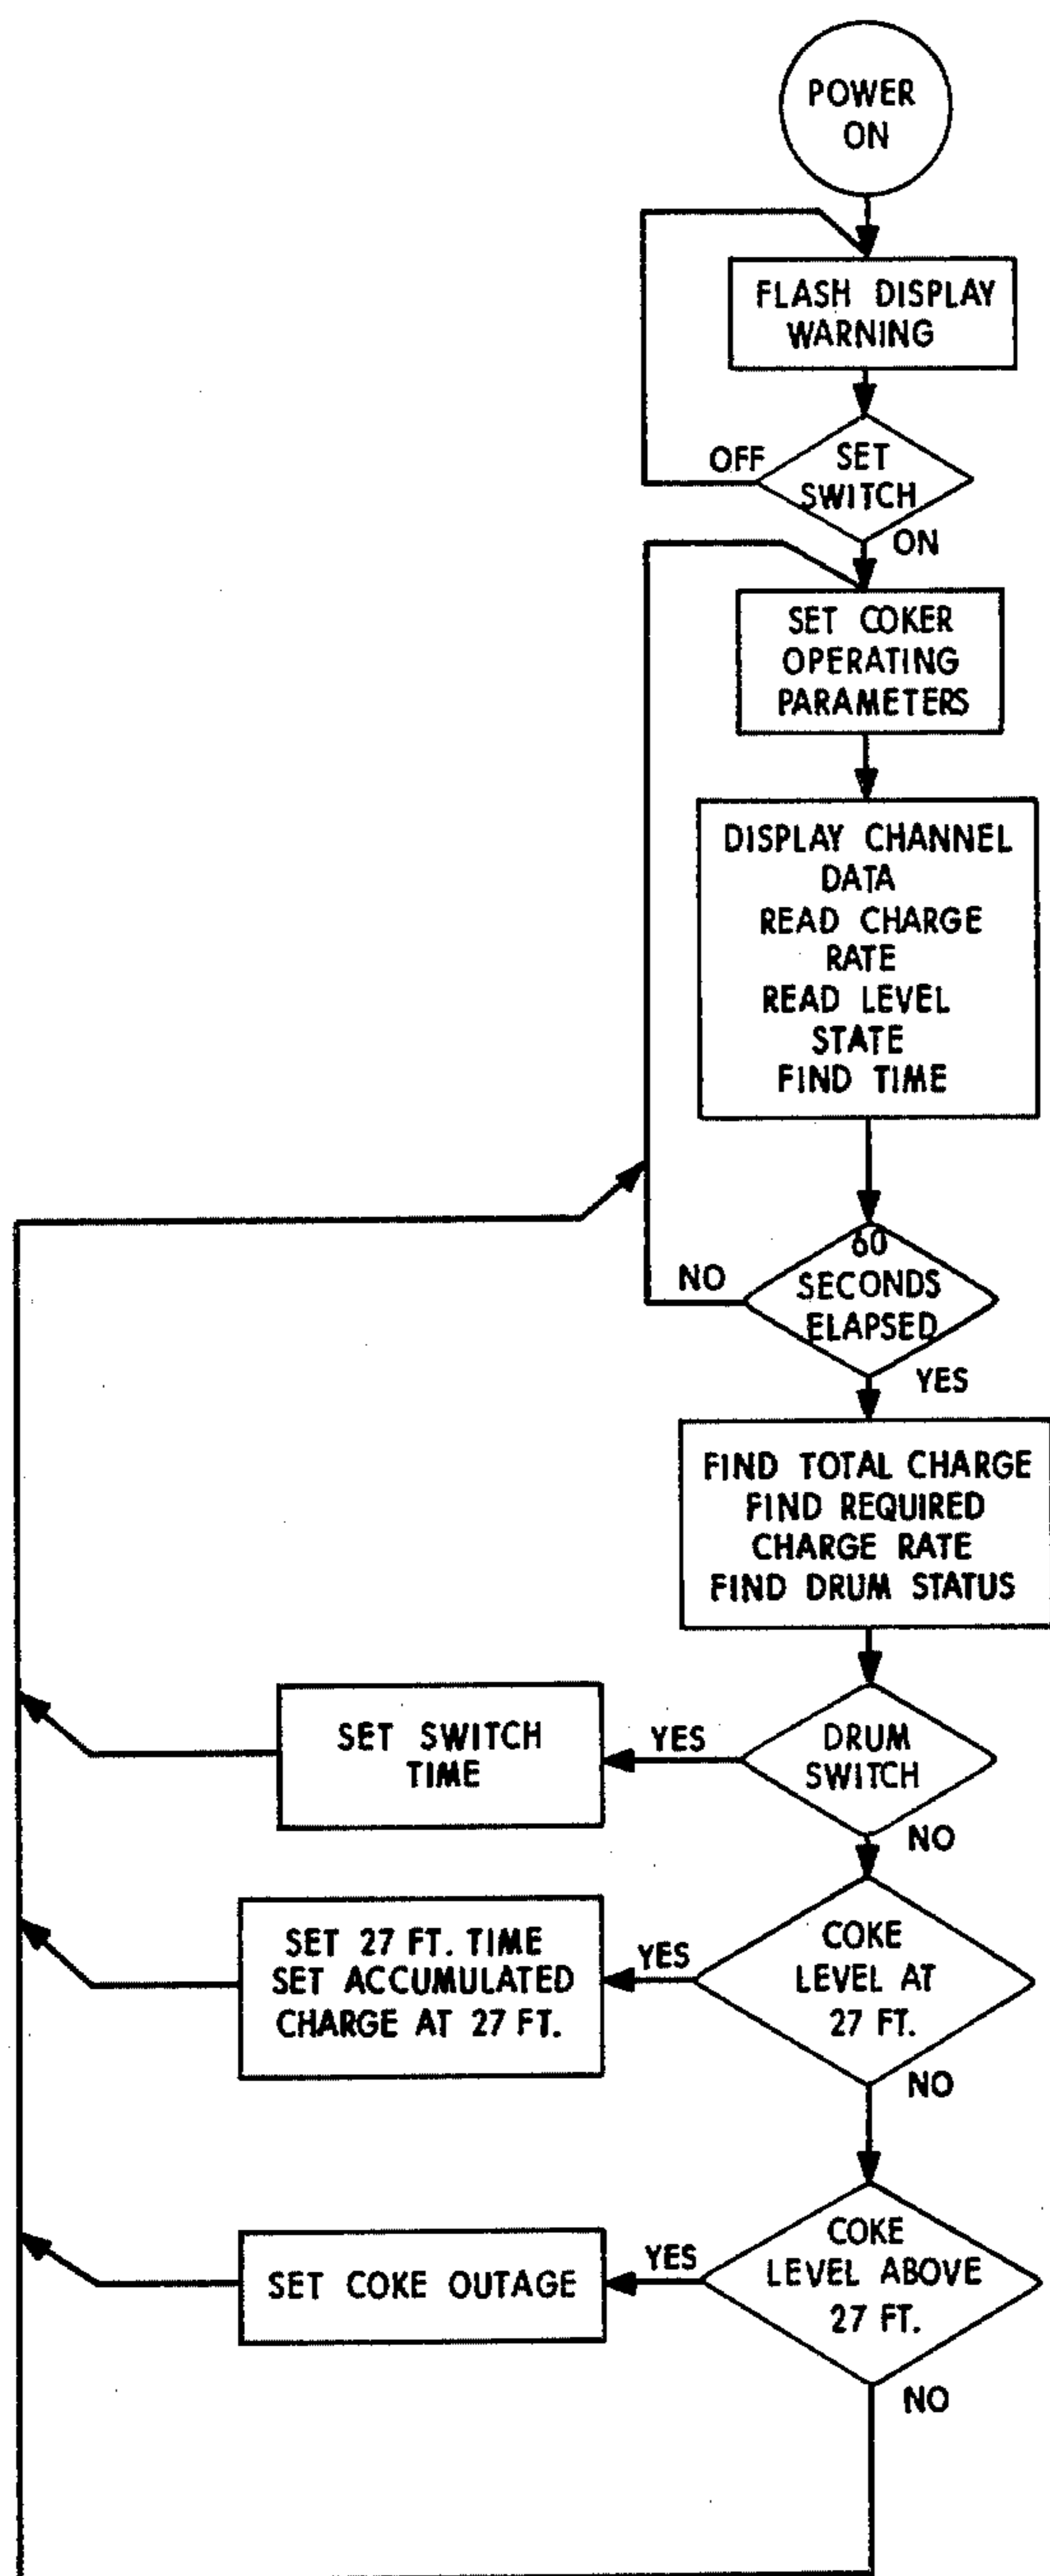 POWER
ON
FLASH DISPLAY
WARNING
OFF
SET
SWITCH
ON
SET COKER
OPERATING
PARAMETERS
DISPLAY CHANNEL
DATA
READ CHARGE
RATE
READ LEVEL
STATE
FIND TIME
NO
60
SECONDS
ELAPSED
YES
FIND TOTAL CHARGE
FIND REQUIRED
CHARGE RATE
FIND DRUM STATUS
SET SWITCH
TIME
YES
DRUM
SWITCH
NO
SET 27 FT. TIME
SET ACCUMULATED
CHARGE AT 27 FT.
YES
COKE
LEVEL AT
27 FT.
NO
SET COKE OUTAGE
YES
COKE
LEVEL ABOVE
27 FT.
NO